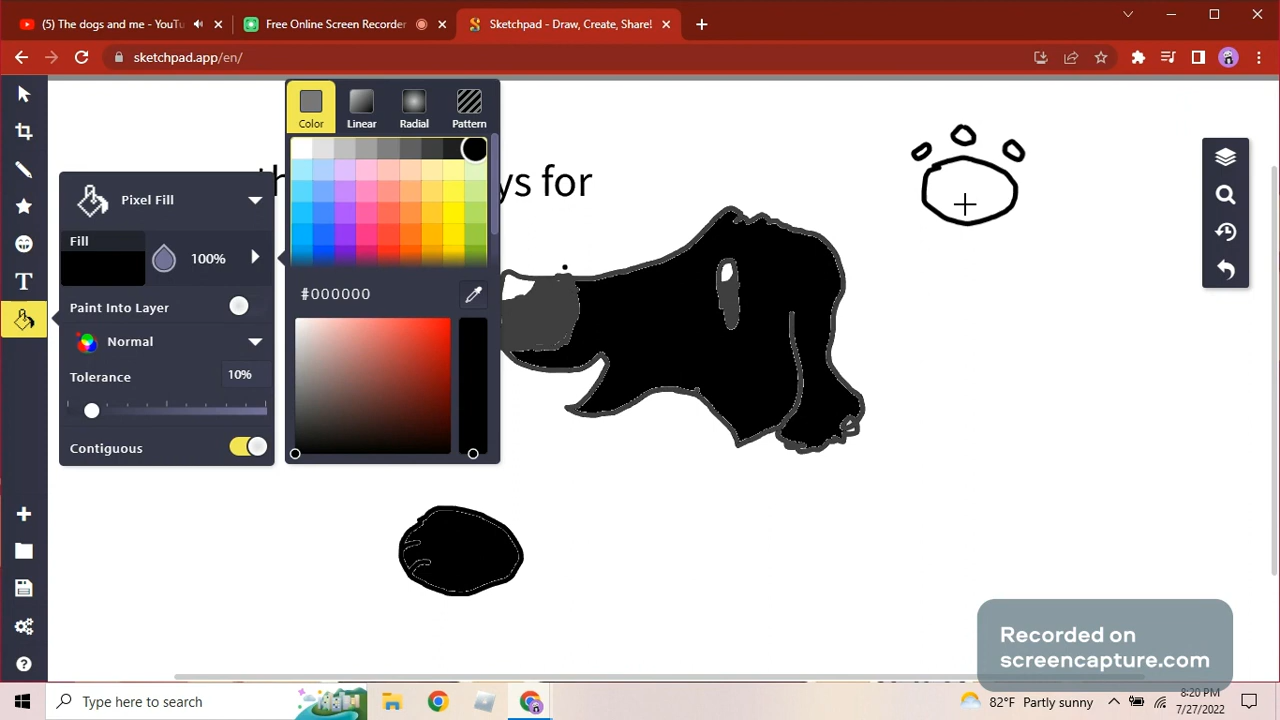 (5) The dogs and me - YouTu
Free Online Screen Recorder
Sketchpad - Draw, Create, Share!
sketchpad.app/en/
Color
Linear
Radial
Pattern
th
ys for
Pixel Fill
Fill
100%
#000000
Paint Into Layer
Normal
Tolerance
10%
Contiguous
T
Recorded on
screencapture.com
Type here to search
82°F Partly sunny
8:20 PM
7/27/2022